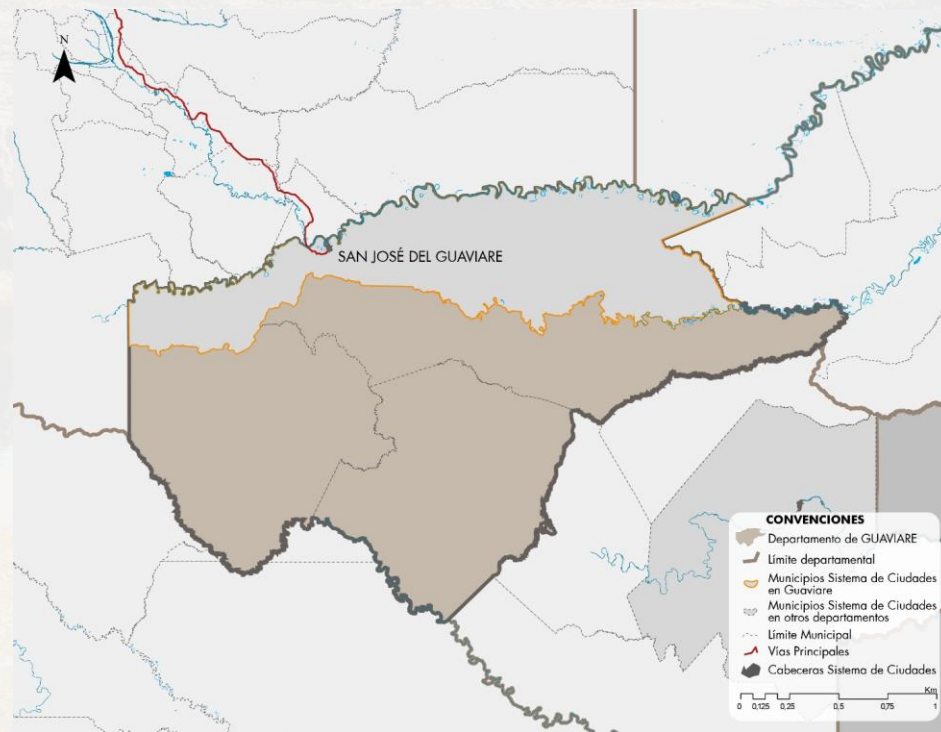 N
SAN JOSÉ DEL GUAVIARE
CONVENCIONES
Departamento de GUAVIARE
Límite departamental
Municipios Sistema de Ciudades
en Guaviare
Municipios Sistema de Ciudades
en otros departamentos
Límite Municipal
Vías Principales
Cabeceras Sistema de Ciudades
Km
0 0,125 0,25 0,5 0,75 1